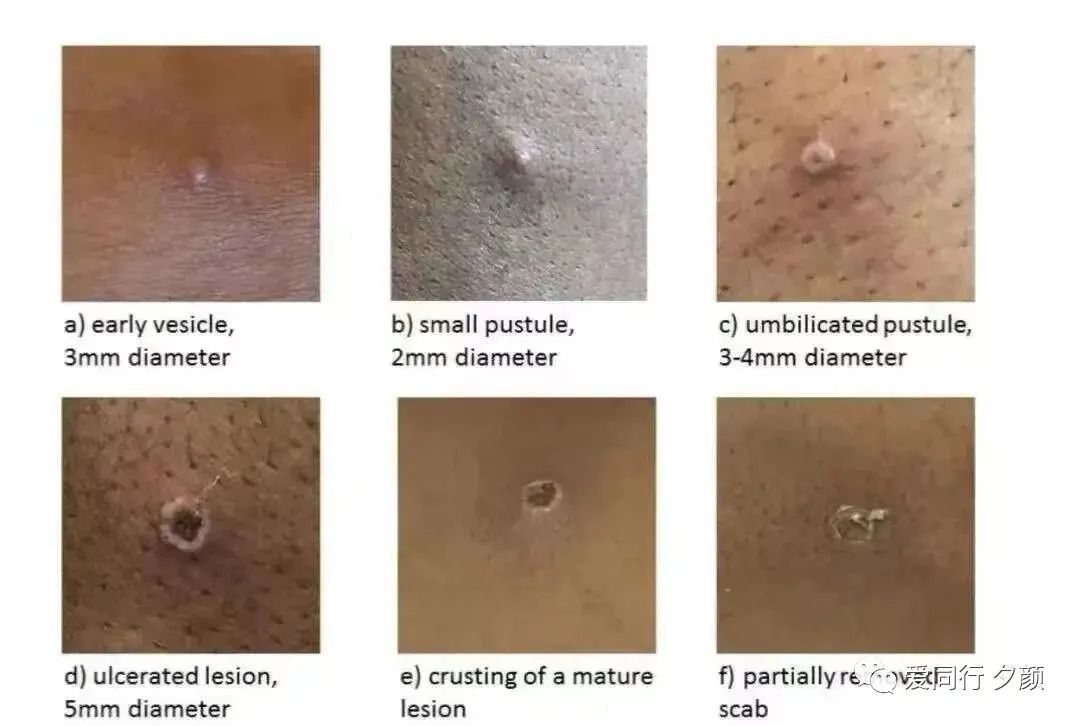 a) early vesicle,
3mm diameter
b) small pustule,
2mm diameter
c) umbilicated pustule,
3-4mm diameter
d) ulcerated lesion,
5mm diameter
e) crusting of a mature
lesion
f) partially removed
scab
爱同行 夕颜